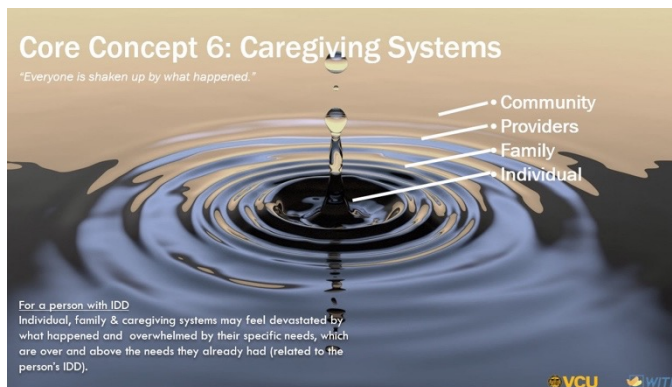 Core Concept 6: Caregiving Systems
"Everyone is shaken up by what happened."
• Community
• Providers
• Family
• Individual
For a person with IDD
Individual, family & caregiving systems may feel devastated by
what happened and overwhelmed by their specific needs, which
are over and above the needs they already had (related to the
person's IDD).
VCU